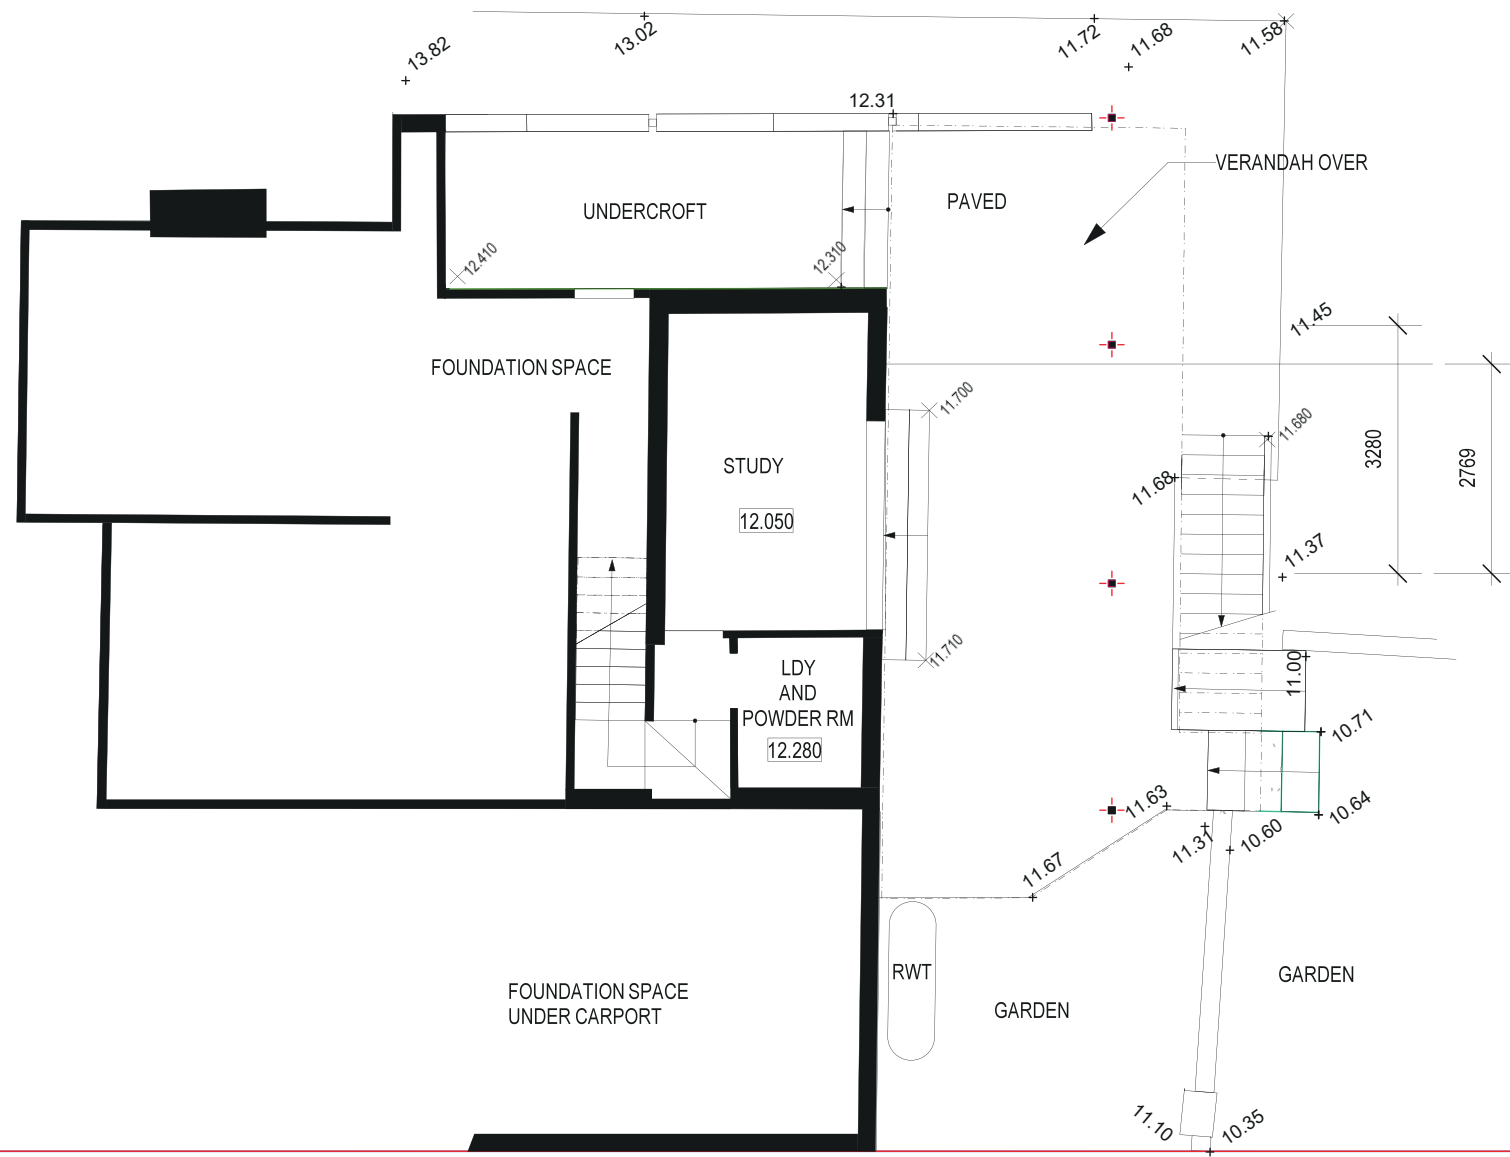 13.82
13.02
11.72
11.68
11.58
12.31
VERANDAH OVER
UNDERCROFT
PAVED
12.410
12.310
11.45
FOUNDATION SPACE
11.700
11.680
3280
2769
STUDY
11.68
12.050
11.37
11.710
LDY
AND
POWDER RM
12.280
11.00
10.71
11.63
10.64
11.31
10.60
11.67
RWT
GARDEN
GARDEN
FOUNDATION SPACE
UNDER CARPORT
11.10
10.35